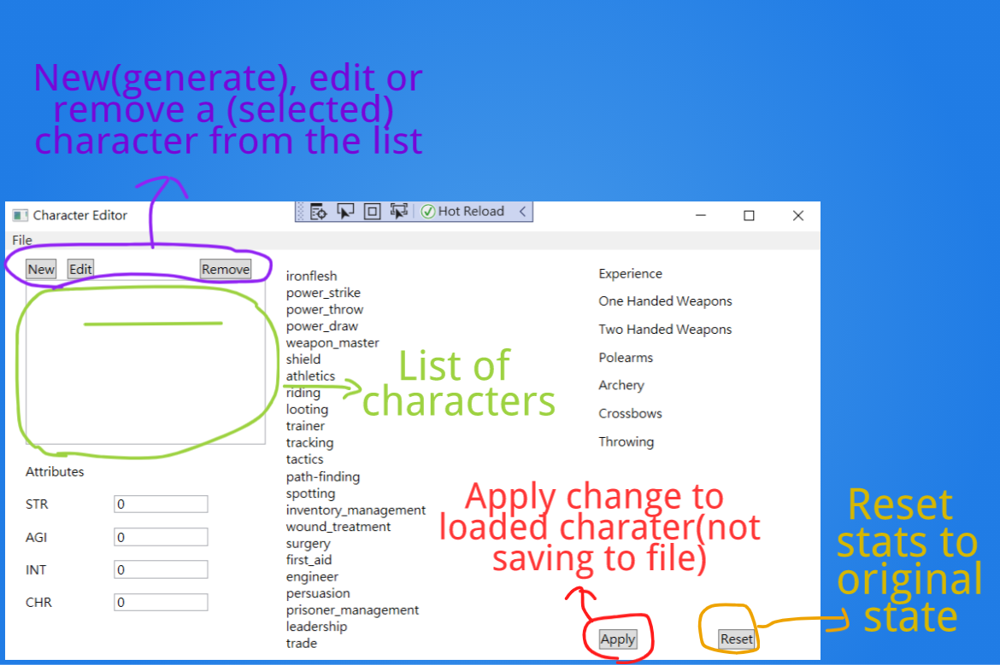 New(generate), edit or
remove a (selected)
character from the list
Character Editor
Hot Reload
File
New
Edit
Remove
ironflesh
power_strike
power_throw
power_draw
weapon_master
shield
athletics
riding
looting
trainer
tracking
tactics
path-finding
spotting
inventory_management
wound_treatment
surgery
first_aid
engineer
persuasion
prisoner_management
leadership
trade
List of
characters
Experience
One Handed Weapons
Two Handed Weapons
Polearms
Archery
Crossbows
Throwing
Attributes
STR 0
AGI 0
INT 0
CHR 0
Apply change to
loaded charater(not
saving to file)
Apply
Reset
Reset
stats to
original
state